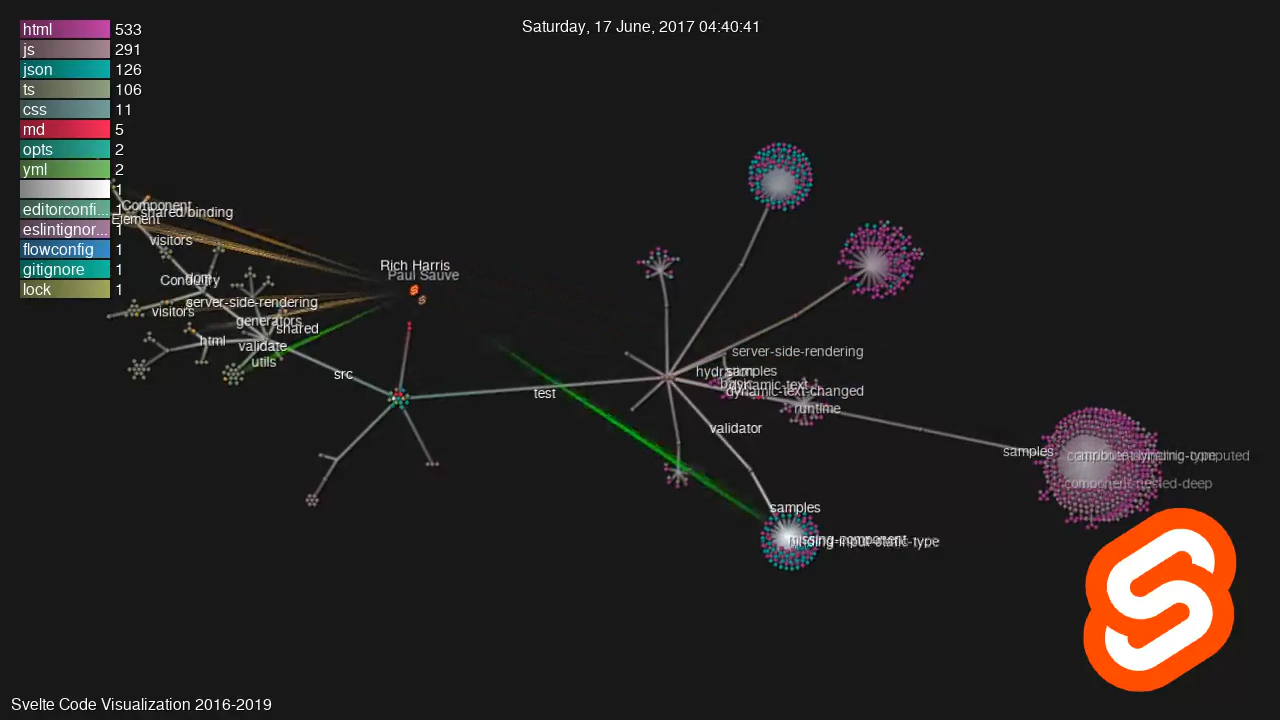 Saturday, 17 June, 2017 04:40:41
html 533
js 291
json 126
ts 106
css 11
md 5
opts 2
yml 2
1
editorconfi... 1
eslintignor... 1
flowconfig 1
gitignore 1
lock 1
Component
shared binding
Element
visitors
Rich Harris
Paul Sauve
dom
server-side-rendering
visitors
generators
shared
html
validate
utils
src
test
server-side-rendering
samples
dynamic-text
dynamic-text-changed
runtime
validator
samples
component-nested-deep
samples
missing-component
binding-input-static-type
Svelte Code Visualization 2016-2019